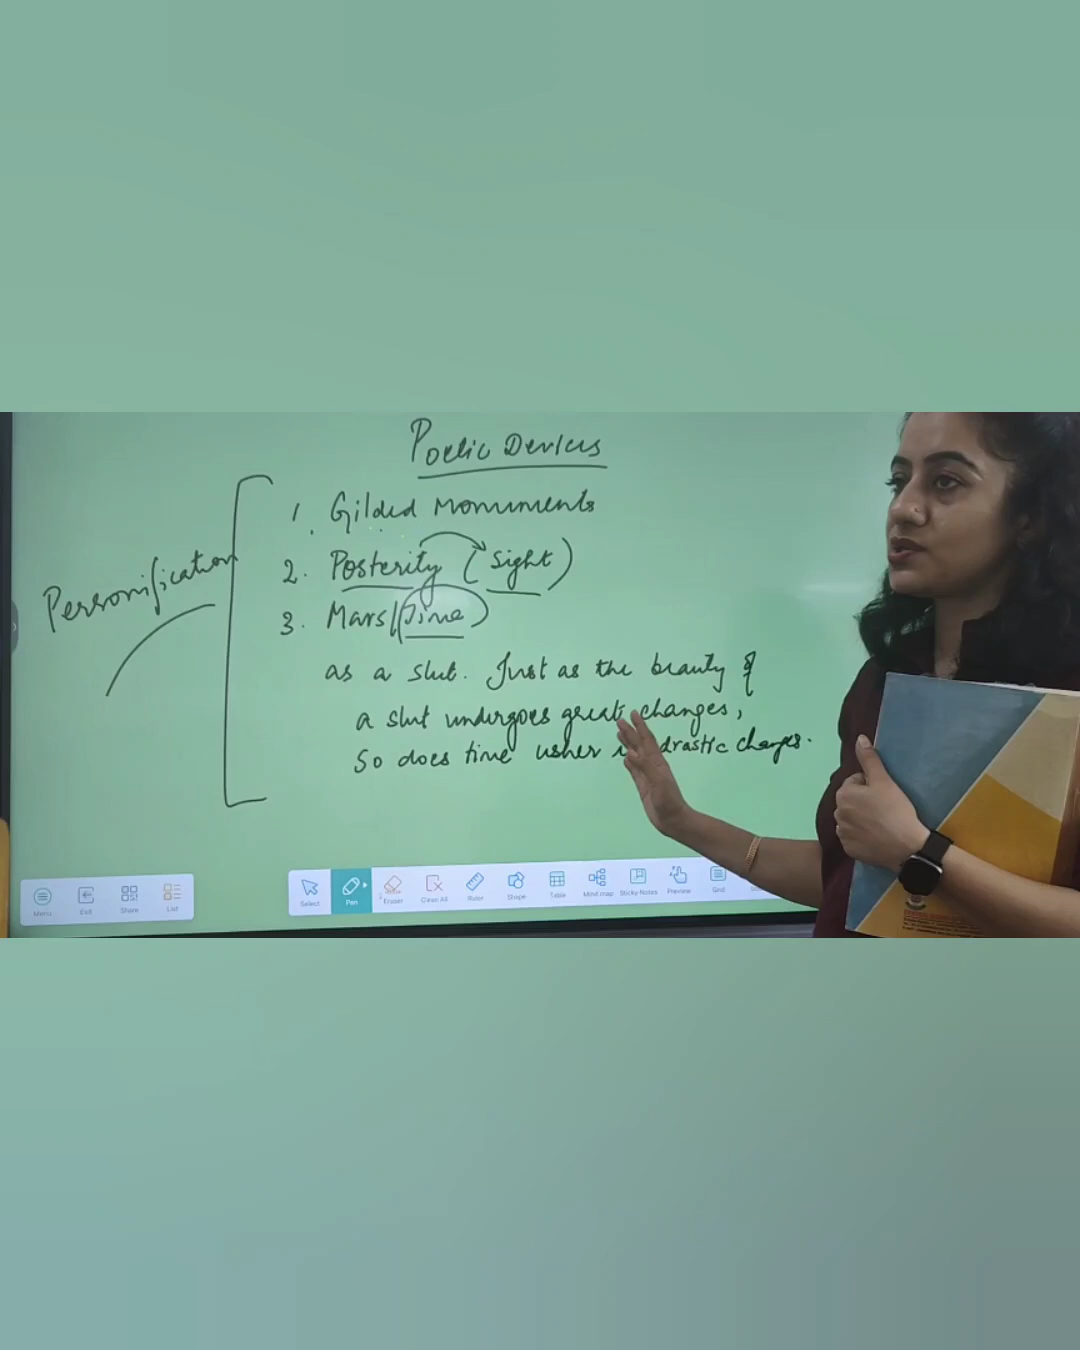 Poetic Devices
Personification
1. Gilded Monuments
2. Posterity (Sight)
3. Mars/(Time)
as a slut. Just as the beauty of
a slut undergoes great changes,
So does time usher in drastic changes.
Menu
Exit
Share
List
Select
Pen
Eraser
Clear All
Ruler
Shape
Table
Mind map
Sticky-Notes
Preview
Grid